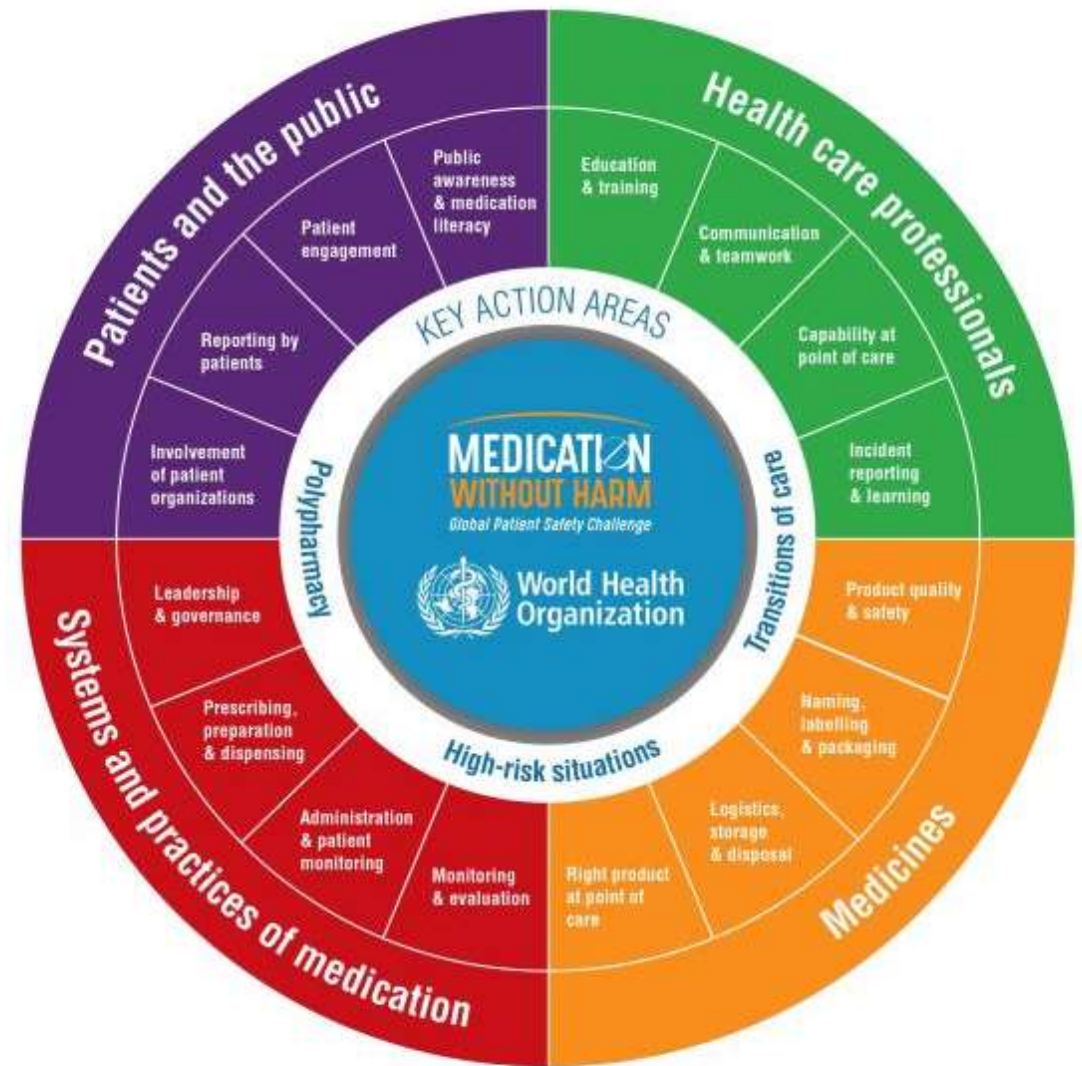 Patients and the public
Public
awareness
& medication
literacy
Patient
engagement
Reporting by
patients
Involvement
of patient
organizations
Health care professionals
Education
& training
Communication
& teamwork
Capability at
point of care
Incident
reporting
& learning
KEY ACTION AREAS
Polypharmacy
Transitions of care
High-risk situations
MEDICATION
WITHOUT HARM
Global Patient Safety Challenge
World Health
Organization
Systems and practices of medication
Leadership
& governance
Prescribing,
preparation
& dispensing
Administration
& patient
monitoring
Monitoring
& evaluation
Medicines
Product quality
& safety
Naming,
labelling
& packaging
Logistics,
storage
& disposal
Right product
at point of
care